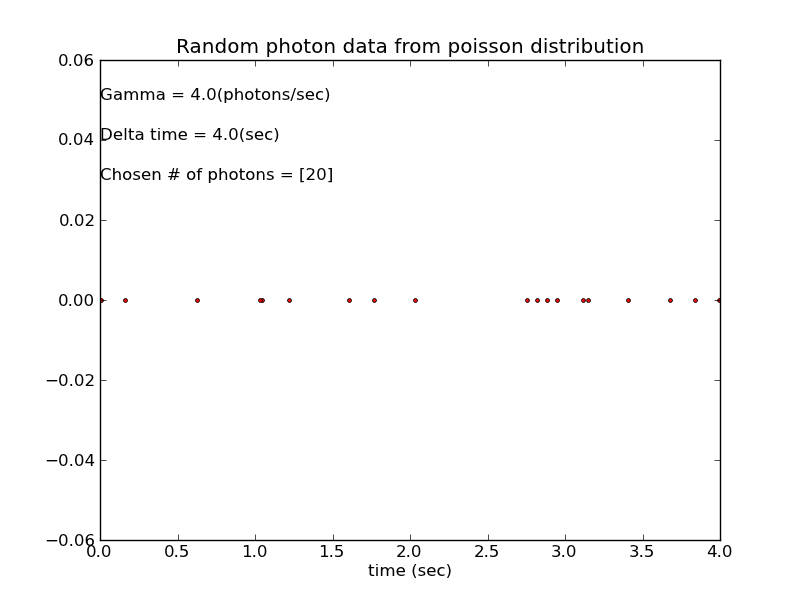 Random photon data from poisson distribution
0.06
Gamma = 4.0(photons/sec)
0.04
Delta time = 4.0(sec)
Chosen # of photons = [20]
0.02
0.00
−0.02
−0.04
−0.06
0.0 0.5 1.0 1.5 2.0 2.5 3.0 3.5 4.0
time (sec)